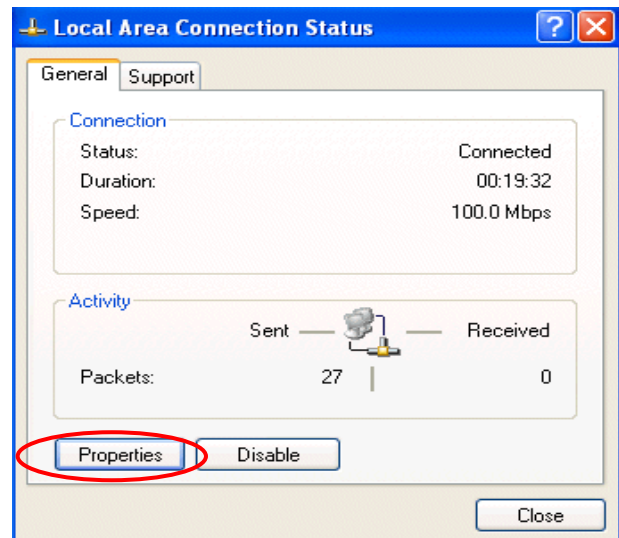 Local Area Connection Status
General Support
Connection
Status: Connected
Duration: 00:19:32
Speed: 100.0 Mbps
Activity
Sent Received
Packets: 27 0
Properties Disable
Close